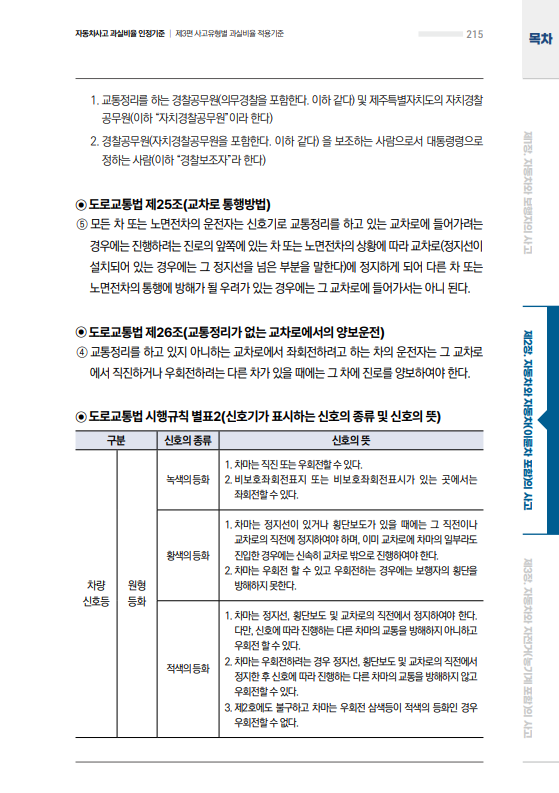 자동차사고 과실비율 인정기준 | 제3편 사고유형별 과실비율 적용기준
215
목차
1. 교통정리를 하는 경찰공무원(의무경찰을 포함한다. 이하 같다) 및 제주특별자치도의 자치경찰
공무원(이하 “자치경찰공무원”이라 한다)
2. 경찰공무원(자치경찰공무원을 포함한다. 이하 같다) 을 보조하는 사람으로서 대통령령으로
정하는 사람(이하 “경찰보조자”라 한다)
◉ 도로교통법 제25조(교차로 통행방법)
⑤ 모든 차 또는 노면전차의 운전자는 신호기로 교통정리를 하고 있는 교차로에 들어가려는
경우에는 진행하려는 진로의 앞쪽에 있는 차 또는 노면전차의 상황에 따라 교차로(정지선이
설치되어 있는 경우에는 그 정지선을 넘은 부분을 말한다)에 정지하게 되어 다른 차 또는
노면전차의 통행에 방해가 될 우려가 있는 경우에는 그 교차로에 들어가서는 아니 된다.
◉ 도로교통법 제26조(교통정리가 없는 교차로에서의 양보운전)
④ 교통정리를 하고 있지 아니하는 교차로에서 좌회전하려고 하는 차의 운전자는 그 교차로
에서 직진하거나 우회전하려는 다른 차가 있을 때에는 그 차에 진로를 양보하여야 한다.
◉ 도로교통법 시행규칙 별표2(신호기가 표시하는 신호의 종류 및 신호의 뜻)
구분 신호의 종류 신호의 뜻
차량
신호등
원형
등화
녹색의 등화
1. 차마는 직진 또는 우회전할 수 있다.
2. 비보호좌회전표지 또는 비보호좌회전표시가 있는 곳에서는
좌회전할 수 있다.
황색의 등화
1. 차마는 정지선이 있거나 횡단보도가 있을 때에는 그 직전이나
교차로의 직전에 정지하여야 하며, 이미 교차로에 차마의 일부라도
진입한 경우에는 신속히 교차로 밖으로 진행하여야 한다.
2. 차마는 우회전 할 수 있고 우회전하는 경우에는 보행자의 횡단을
방해하지 못한다.
적색의 등화
1. 차마는 정지선, 횡단보도 및 교차로의 직전에서 정지하여야 한다.
다만, 신호에 따라 진행하는 다른 차마의 교통을 방해하지 아니하고
우회전 할 수 있다.
2. 차마는 우회전하려는 경우 정지선, 횡단보도 및 교차로의 직전에서
정지한 후 신호에 따라 진행하는 다른 차마의 교통을 방해하지 않고
우회전할 수 있다.
3. 제2호에도 불구하고 차마는 우회전 삼색등이 적색의 등화인 경우
우회전할 수 없다.
제1장. 자동차와 보행자의 사고
제2장. 자동차와 자동차(이륜차 포함)의 사고
제3장. 자동차와 자전거(농기계 포함)의 사고